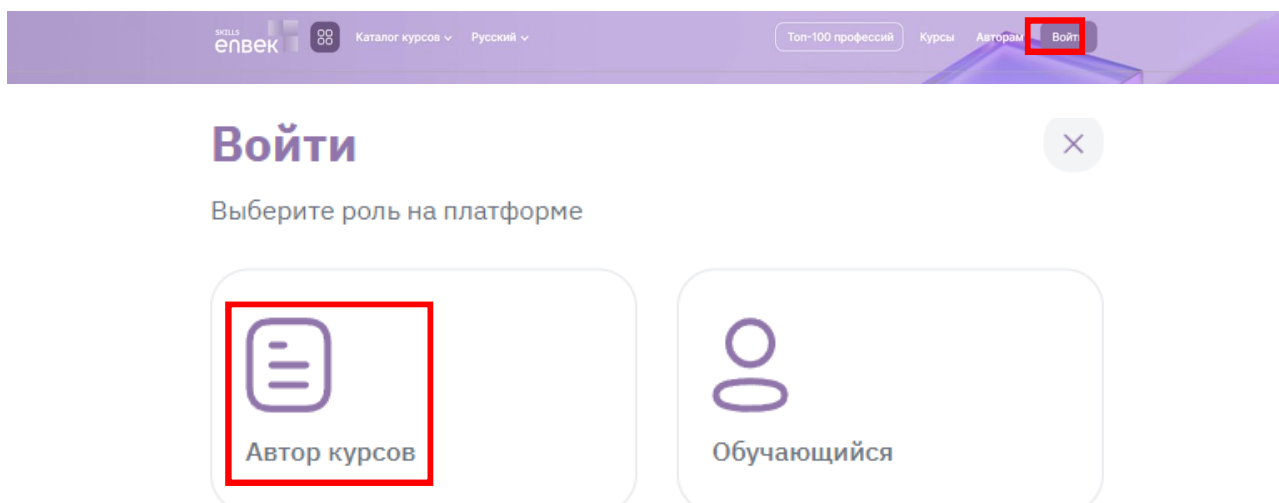 SKILLS
enbek
Каталог курсов Русский Топ-100 профессий Курсы Авторам Войти
Войти
Выберите роль на платформе
Автор курсов Обучающийся